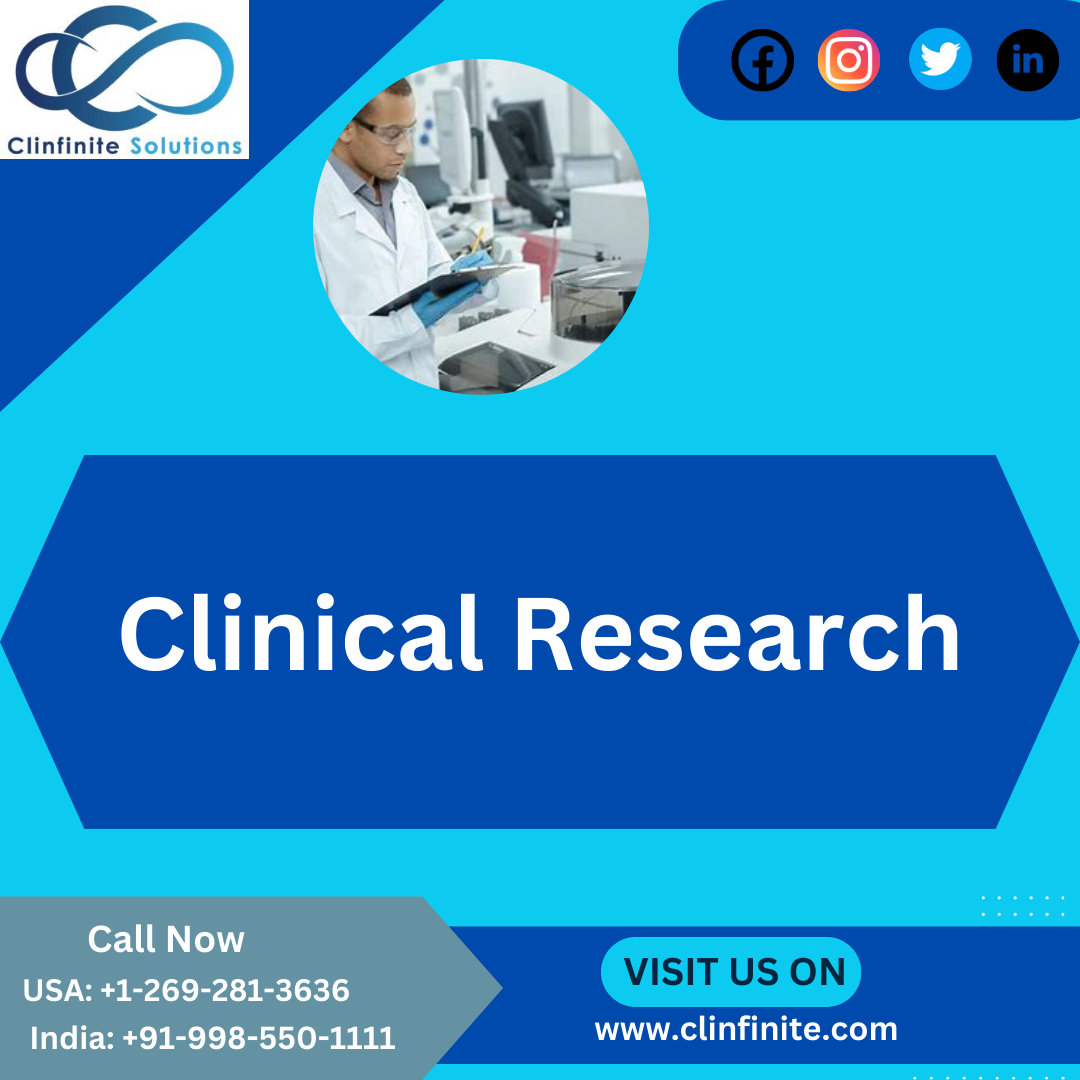 Clinfinite Solutions
Clinical Research
Call Now
USA: +1-269-281-3636
India: +91-998-550-1111
VISIT US ON
www.clinfinite.com